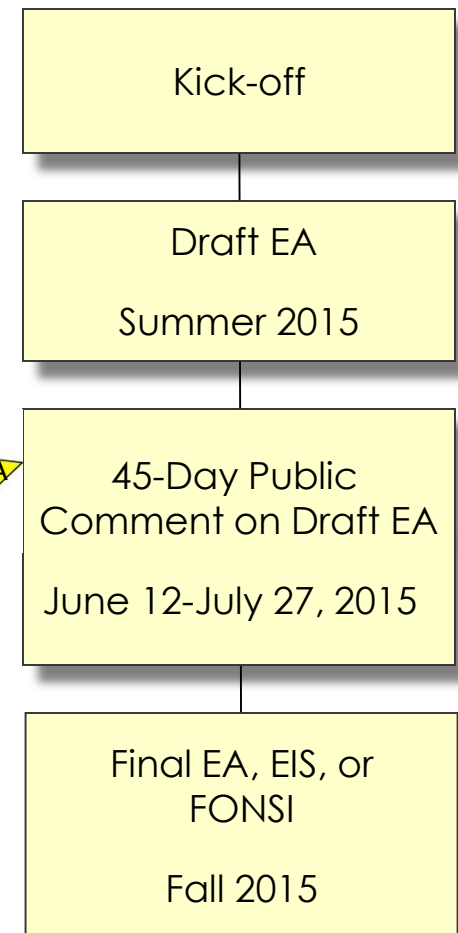 Kick-off
Draft EA
Summer 2015
45-Day Public
Comment on Draft EA
June 12-July 27, 2015
Final EA, EIS, or
FONSI
Fall 2015